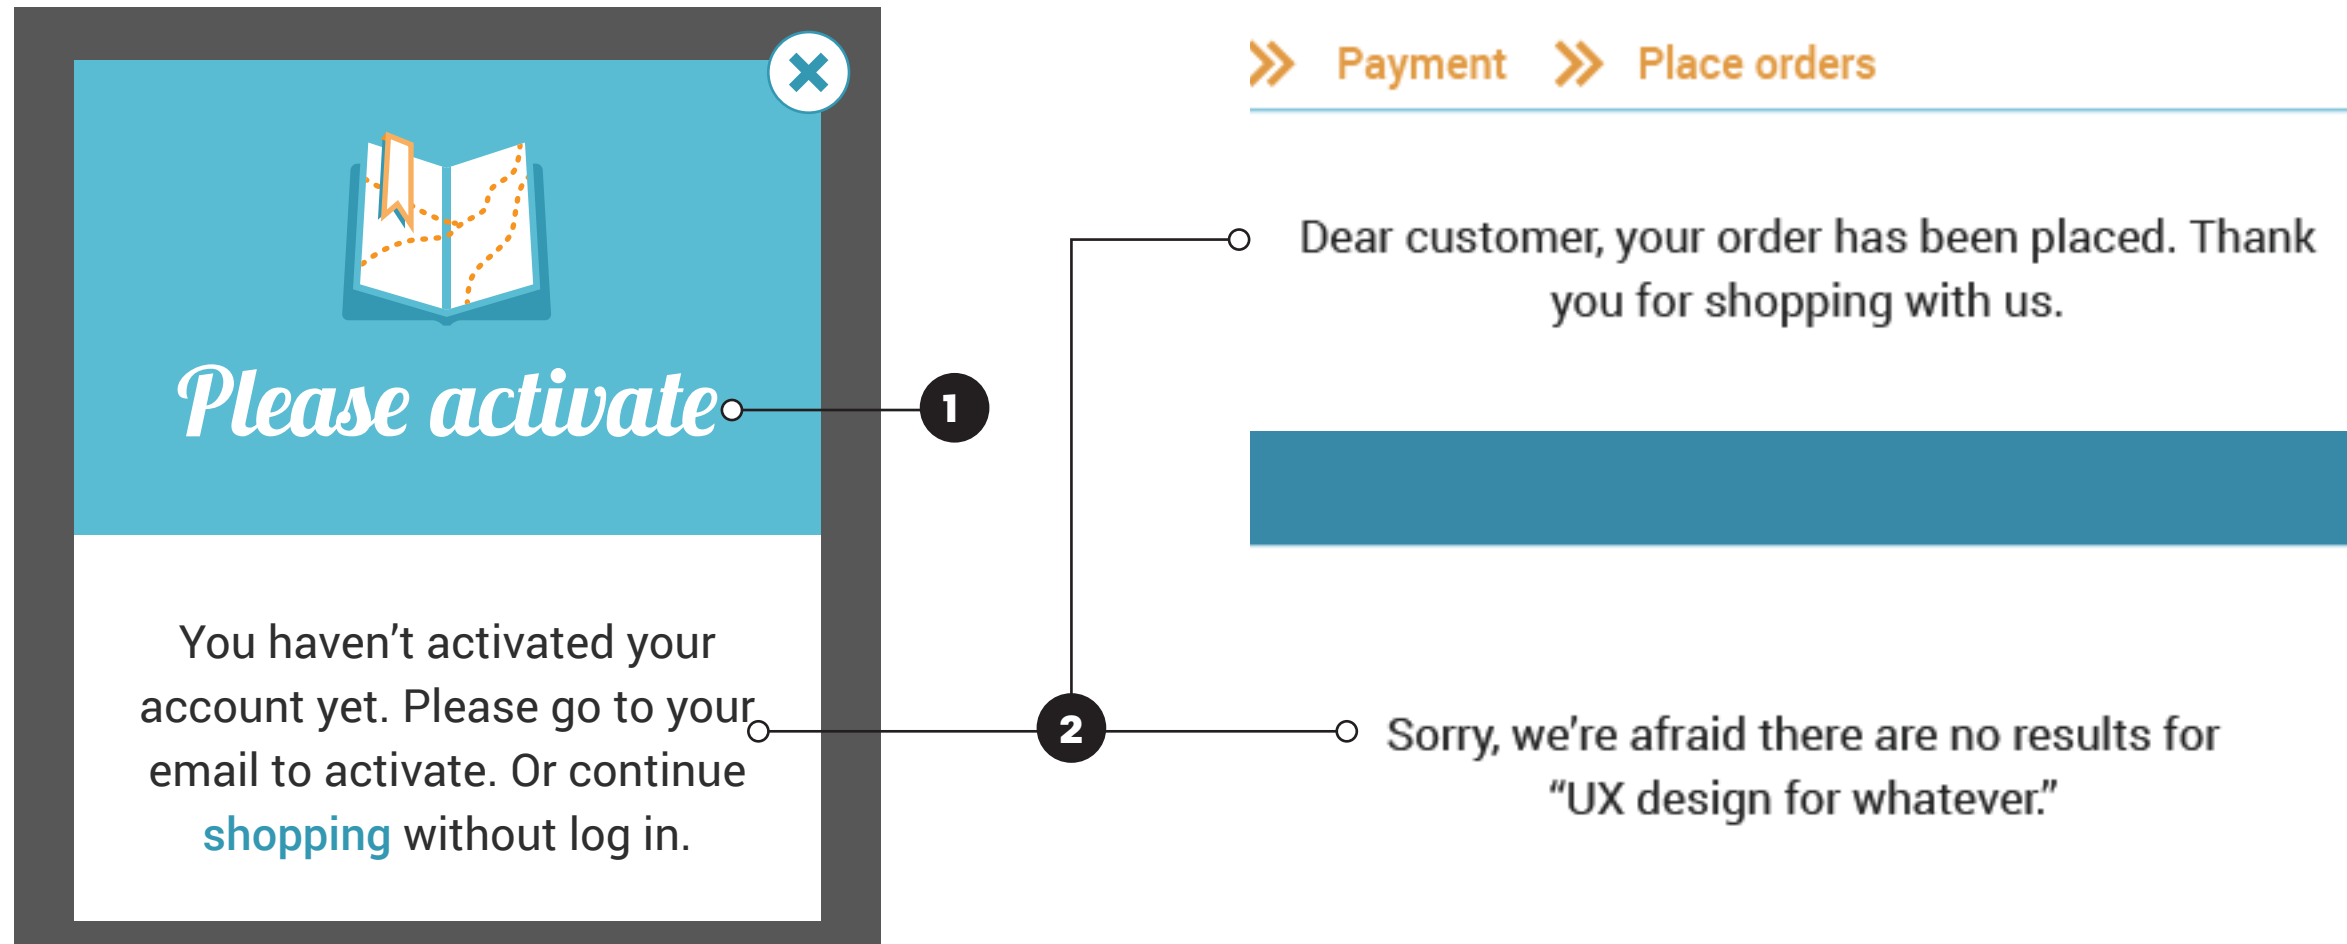 Please activate
You haven’t activated your
account yet. Please go to your
email to activate. Or continue
shopping without log in.
1
2
Payment Place orders
Dear customer, your order has been placed. Thank
you for shopping with us.
Sorry, we're afraid there are no results for
“UX design for whatever.”